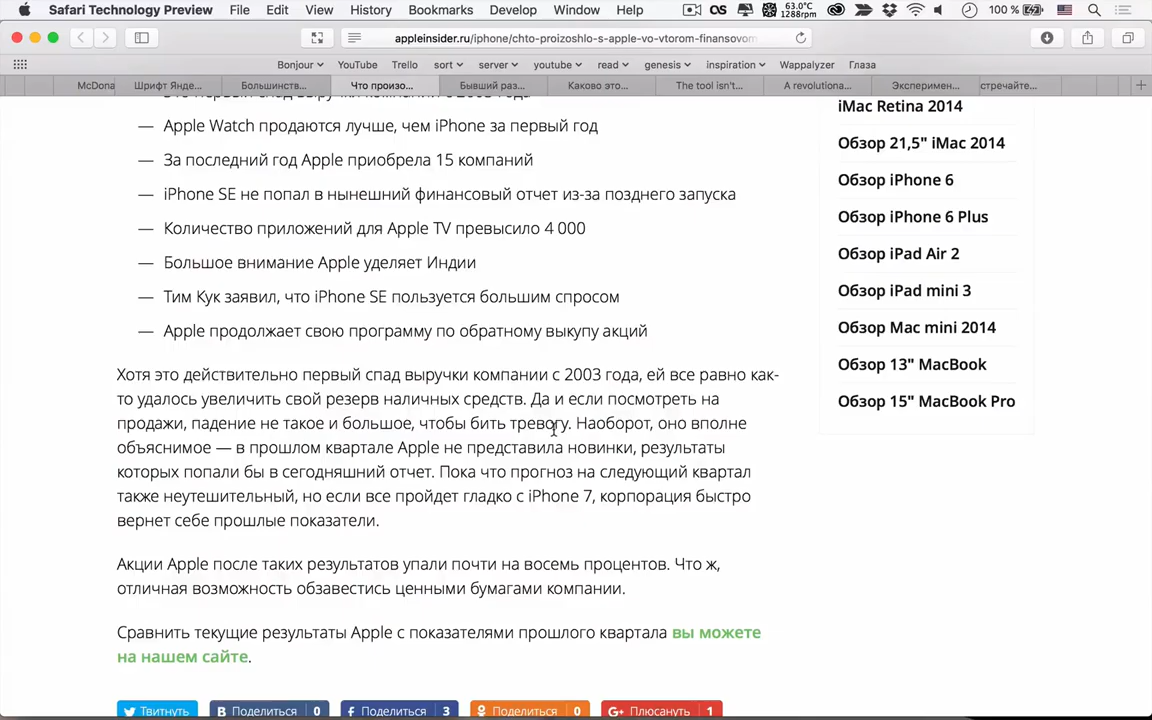 Safari Technology Preview File Edit View History Bookmarks Develop Window Help
OS 63.0°C 1288rpm 100 %
appleinsider.ru/iphone/chto-proizoshlo-s-apple-vo-vtorom-finansovom
Bonjour YouTube Trello sort server youtube read genesis inspiration Wappalyzer Глаза
McDona Шрифт Янде... Большинств... Что произо... Бывший раз... Каково это... The tool isn't... A revolutiona... Эксперимен... стречайте...
— Apple Watch продаются лучше, чем iPhone за первый год
— За последний год Apple приобрела 15 компаний
— iPhone SE не попал в нынешний финансовый отчет из-за позднего запуска
— Количество приложений для Apple TV превысило 4 000
— Большое внимание Apple уделяет Индии
— Тим Кук заявил, что iPhone SE пользуется большим спросом
— Apple продолжает свою программу по обратному выкупу акций
Хотя это действительно первый спад выручки компании с 2003 года, ей все равно как-
то удалось увеличить свой резерв наличных средств. Да и если посмотреть на
продажи, падение не такое и большое, чтобы бить тревогу. Наоборот, оно вполне
объяснимое — в прошлом квартале Apple не представила новинки, результаты
которых попали бы в сегодняшний отчет. Пока что прогноз на следующий квартал
также неутешительный, но если все пройдет гладко с iPhone 7, корпорация быстро
вернет себе прошлые показатели.
Акции Apple после таких результатов упали почти на восемь процентов. Что ж,
отличная возможность обзавестись ценными бумагами компании.
Сравнить текущие результаты Apple с показателями прошлого квартала вы можете
на нашем сайте.
Твитнуть Поделиться 0 Поделиться 3 Поделиться 0 Плюсануть 1
iMac Retina 2014
Обзор 21,5" iMac 2014
Обзор iPhone 6
Обзор iPhone 6 Plus
Обзор iPad Air 2
Обзор iPad mini 3
Обзор Mac mini 2014
Обзор 13" MacBook
Обзор 15" MacBook Pro